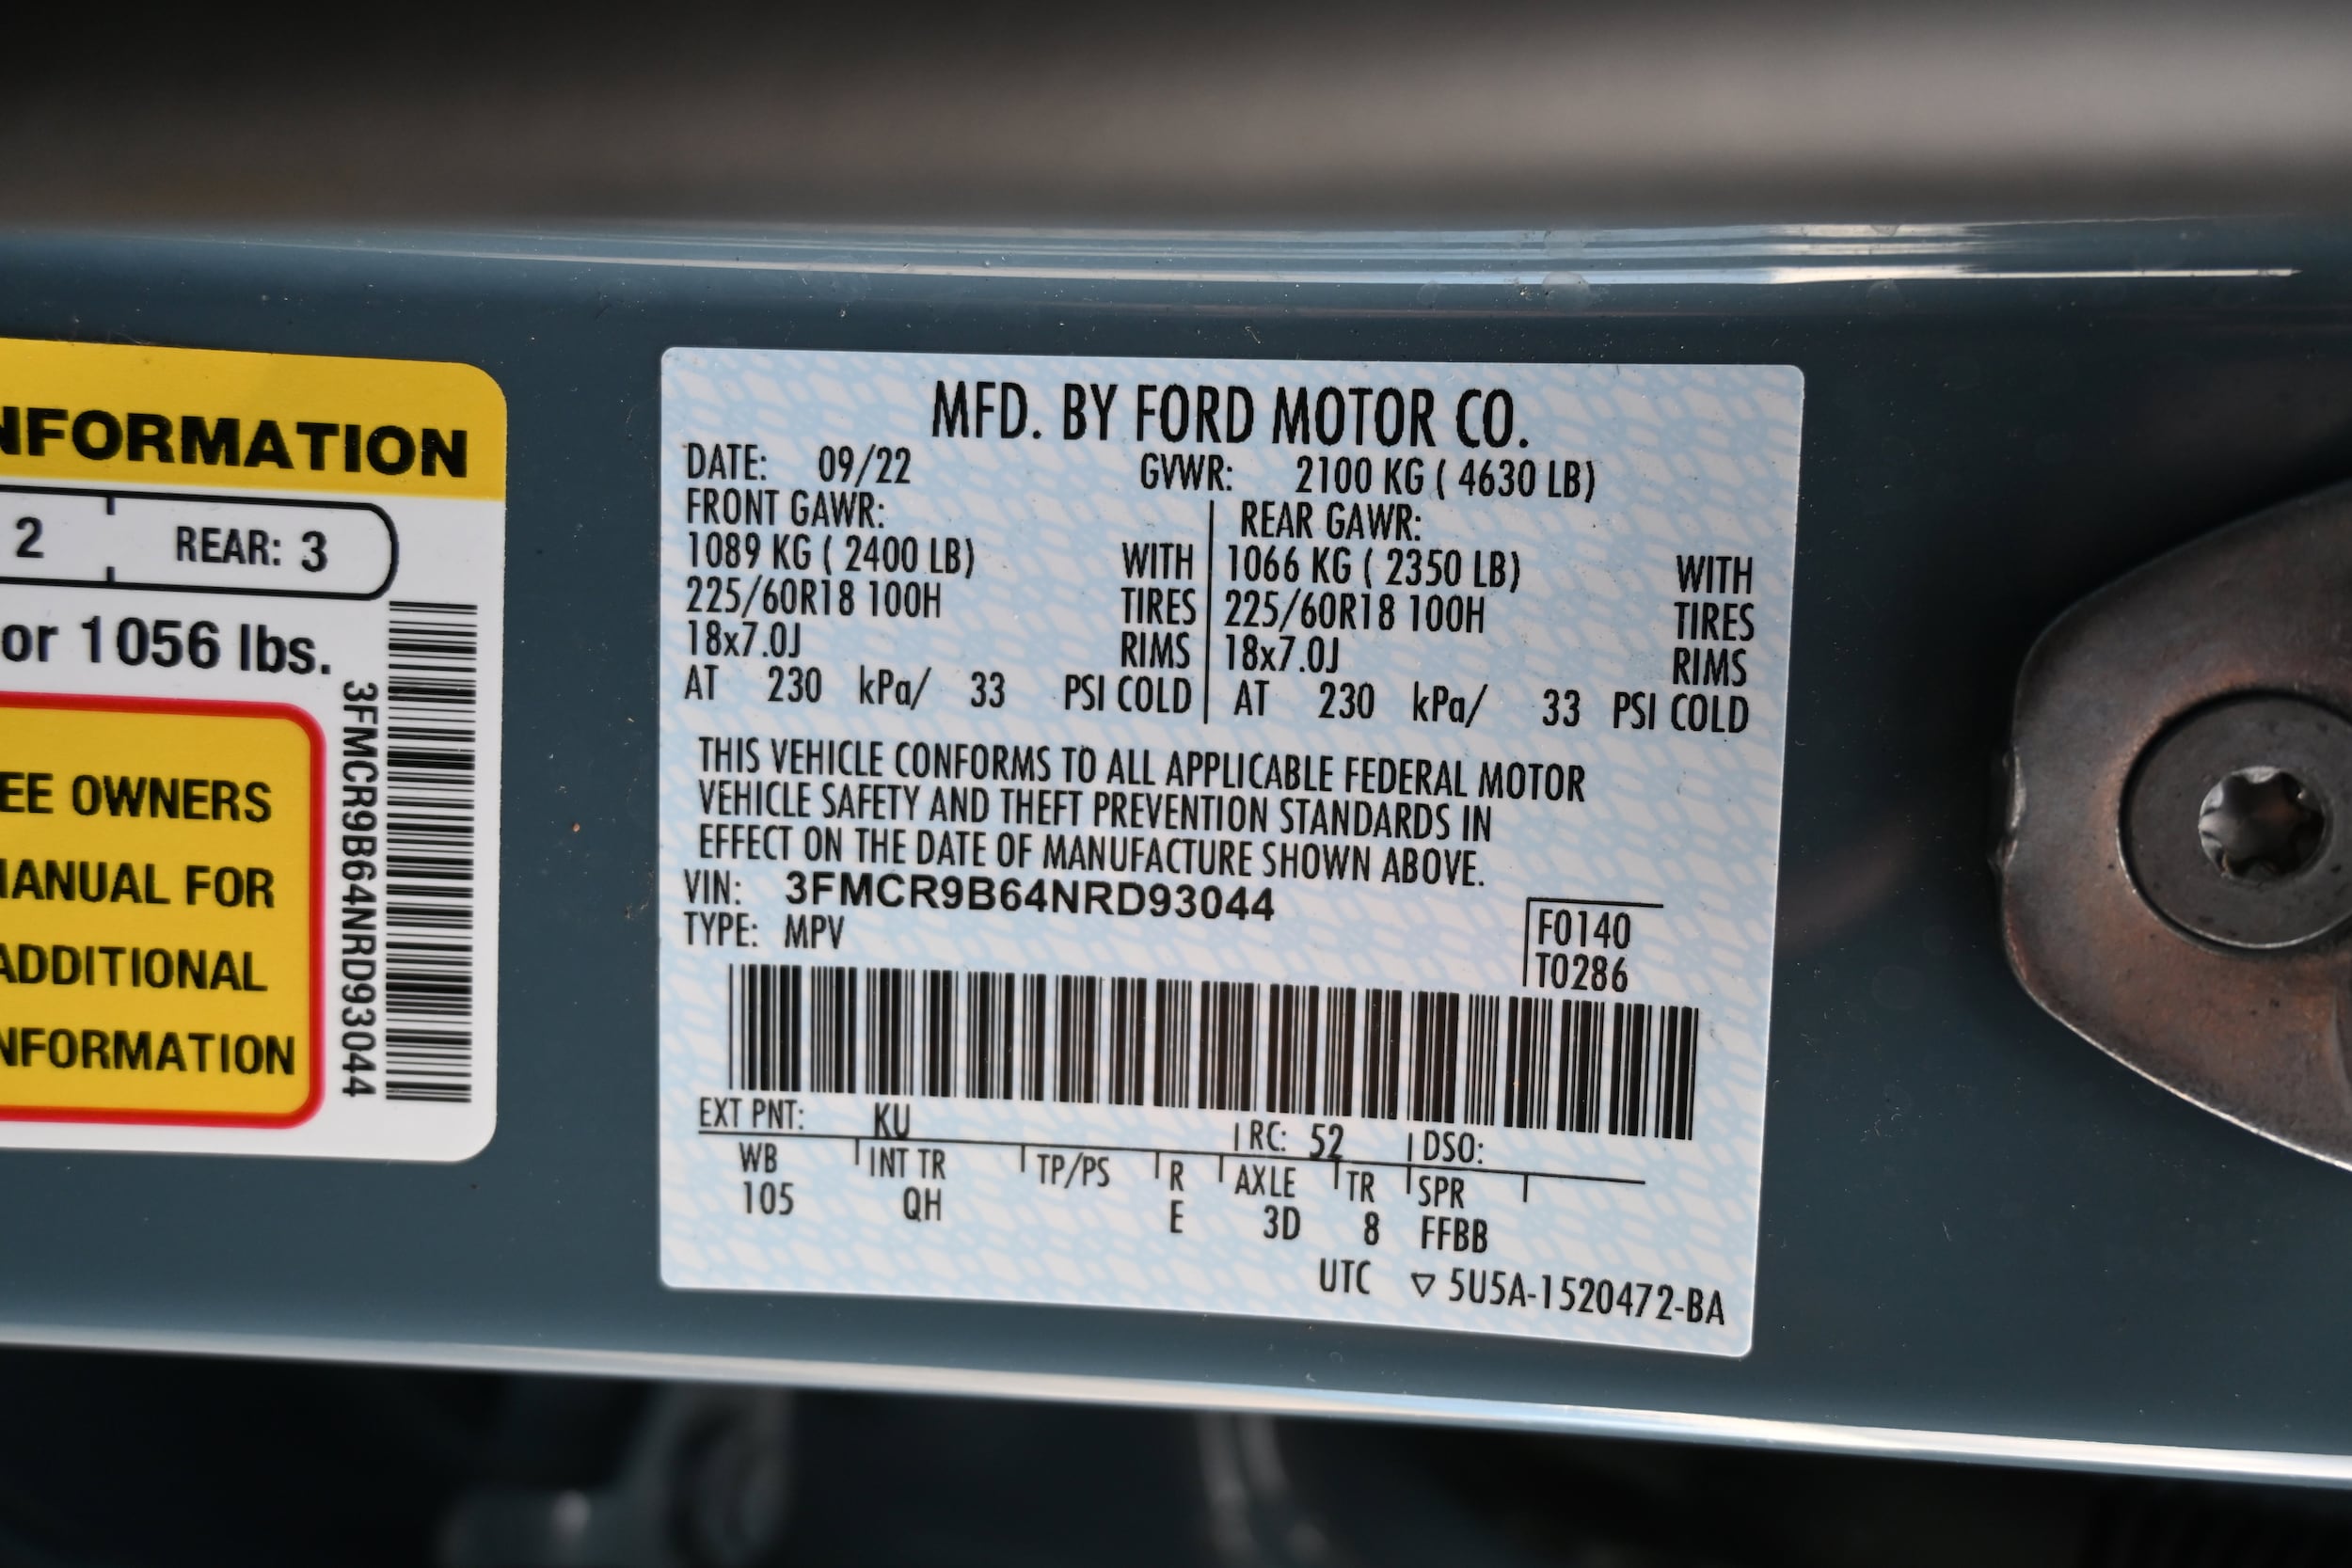 NFORMATION
2 REAR: 3
or 1056 lbs.
3FMCR9B64NRD93044
EE OWNERS
MANUAL FOR
ADDITIONAL
NFORMATION
MFD. BY FORD MOTOR CO.
DATE: 09/22 GVWR: 2100 KG ( 4630 LB)
FRONT GAWR: REAR GAWR:
1089 KG ( 2400 LB) WITH 1066 KG ( 2350 LB) WITH
225/60R18 100H TIRES 225/60R18 100H TIRES
18x7.0J RIMS 18x7.0J RIMS
AT 230 kPa/ 33 PSI COLD AT 230 kPa/ 33 PSI COLD
THIS VEHICLE CONFORMS TO ALL APPLICABLE FEDERAL MOTOR
VEHICLE SAFETY AND THEFT PREVENTION STANDARDS IN
EFFECT ON THE DATE OF MANUFACTURE SHOWN ABOVE.
VIN: 3FMCR9B64NRD93044
TYPE: MPV
F0140
T0286
EXT PNT: KU RC: 52 DSO:
WB INT TR TP/PS R AXLE TR SPR
105 QH E 3D 8 FFBB
UTC ▽ 5U5A-1520472-BA